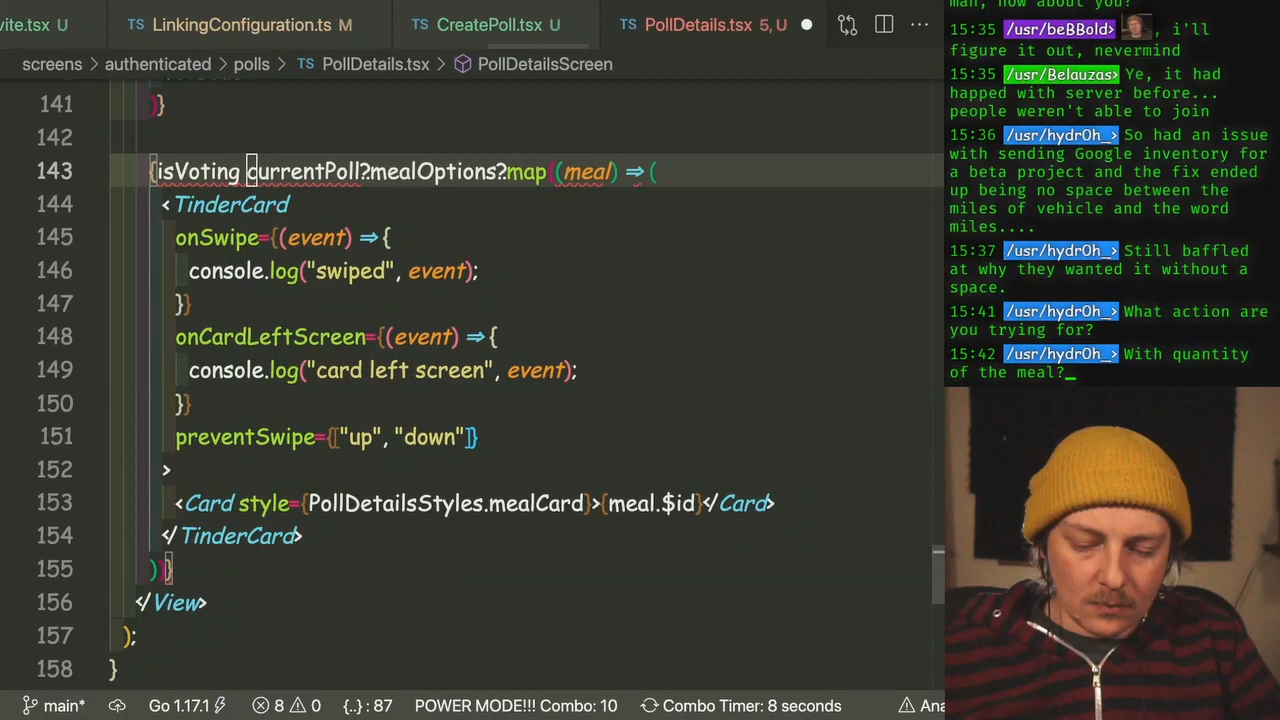 vite.tsx U
LinkingConfiguration.ts M
CreatePoll.tsx U
PollDetails.tsx 5, U
screens > authenticated > polls > PollDetails.tsx > PollDetailsScreen
141 )}
142
143 {isVoting currentPoll?mealOptions?map((meal) => (
144 <TinderCard
145 onSwipe={(event) => {
146 console.log("swiped", event);
147 }}
148 onCardLeftScreen={(event) => {
149 console.log("card left screen", event);
150 }}
151 preventSwipe={["up", "down"]}
152 >
153 <Card style={PollDetailsStyles.mealCard}>{meal.$id}</Card>
154 </TinderCard>
155 ))}
156 </View>
157 );
158 }
main* Go 1.17.1 8 0 {..} : 87 POWER MODE!!! Combo: 10 Combo Timer: 8 seconds Ana
man, how about you?
15:35 /usr/beBBold> , i'll
figure it out, nevermind
15:35 /usr/Belauzas> Ye, it had
happed with server before...
people weren't able to join
15:36 /usr/hydr0h_> So had an issue
with sending Google inventory for
a beta project and the fix ended
up being no space between the
miles of vehicle and the word
miles....
15:37 /usr/hydr0h_> Still baffled
at why they wanted it without a
space.
15:41 /usr/hydr0h_> What action are
you trying for?
15:42 /usr/hydr0h_> With quantity
of the meal?_